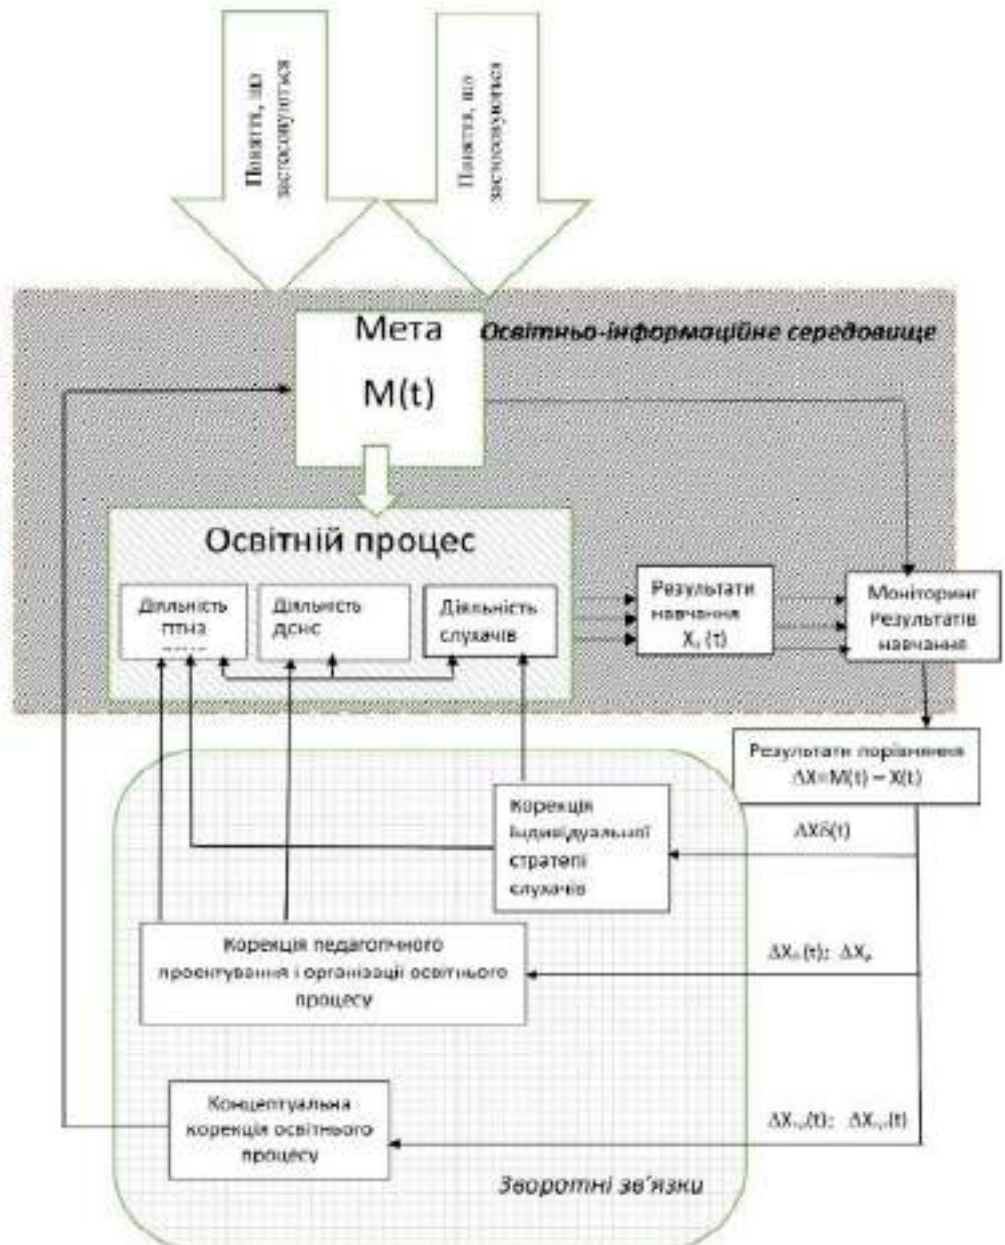 Поняття, що
застосовуються
Поняття, що
застосовуються
Мета
М(t)
Освітньо-інформаційне середовище
Освітній процес
Діяльність
ПТНЗ
Діяльність
ДСНС
Діяльність
слухачів
Результати
навчання
(t)
Моніторинг
Результатів
навчання
Результати порівняння
ΔX=M(t) – X(t)
Корекція
індивідуальної
стратегії
слухачів
Корекція педагогічного
проектування і організації освітнього
процесу
Концептуальна
корекція освітнього
процесу
Зворотні зв'язки